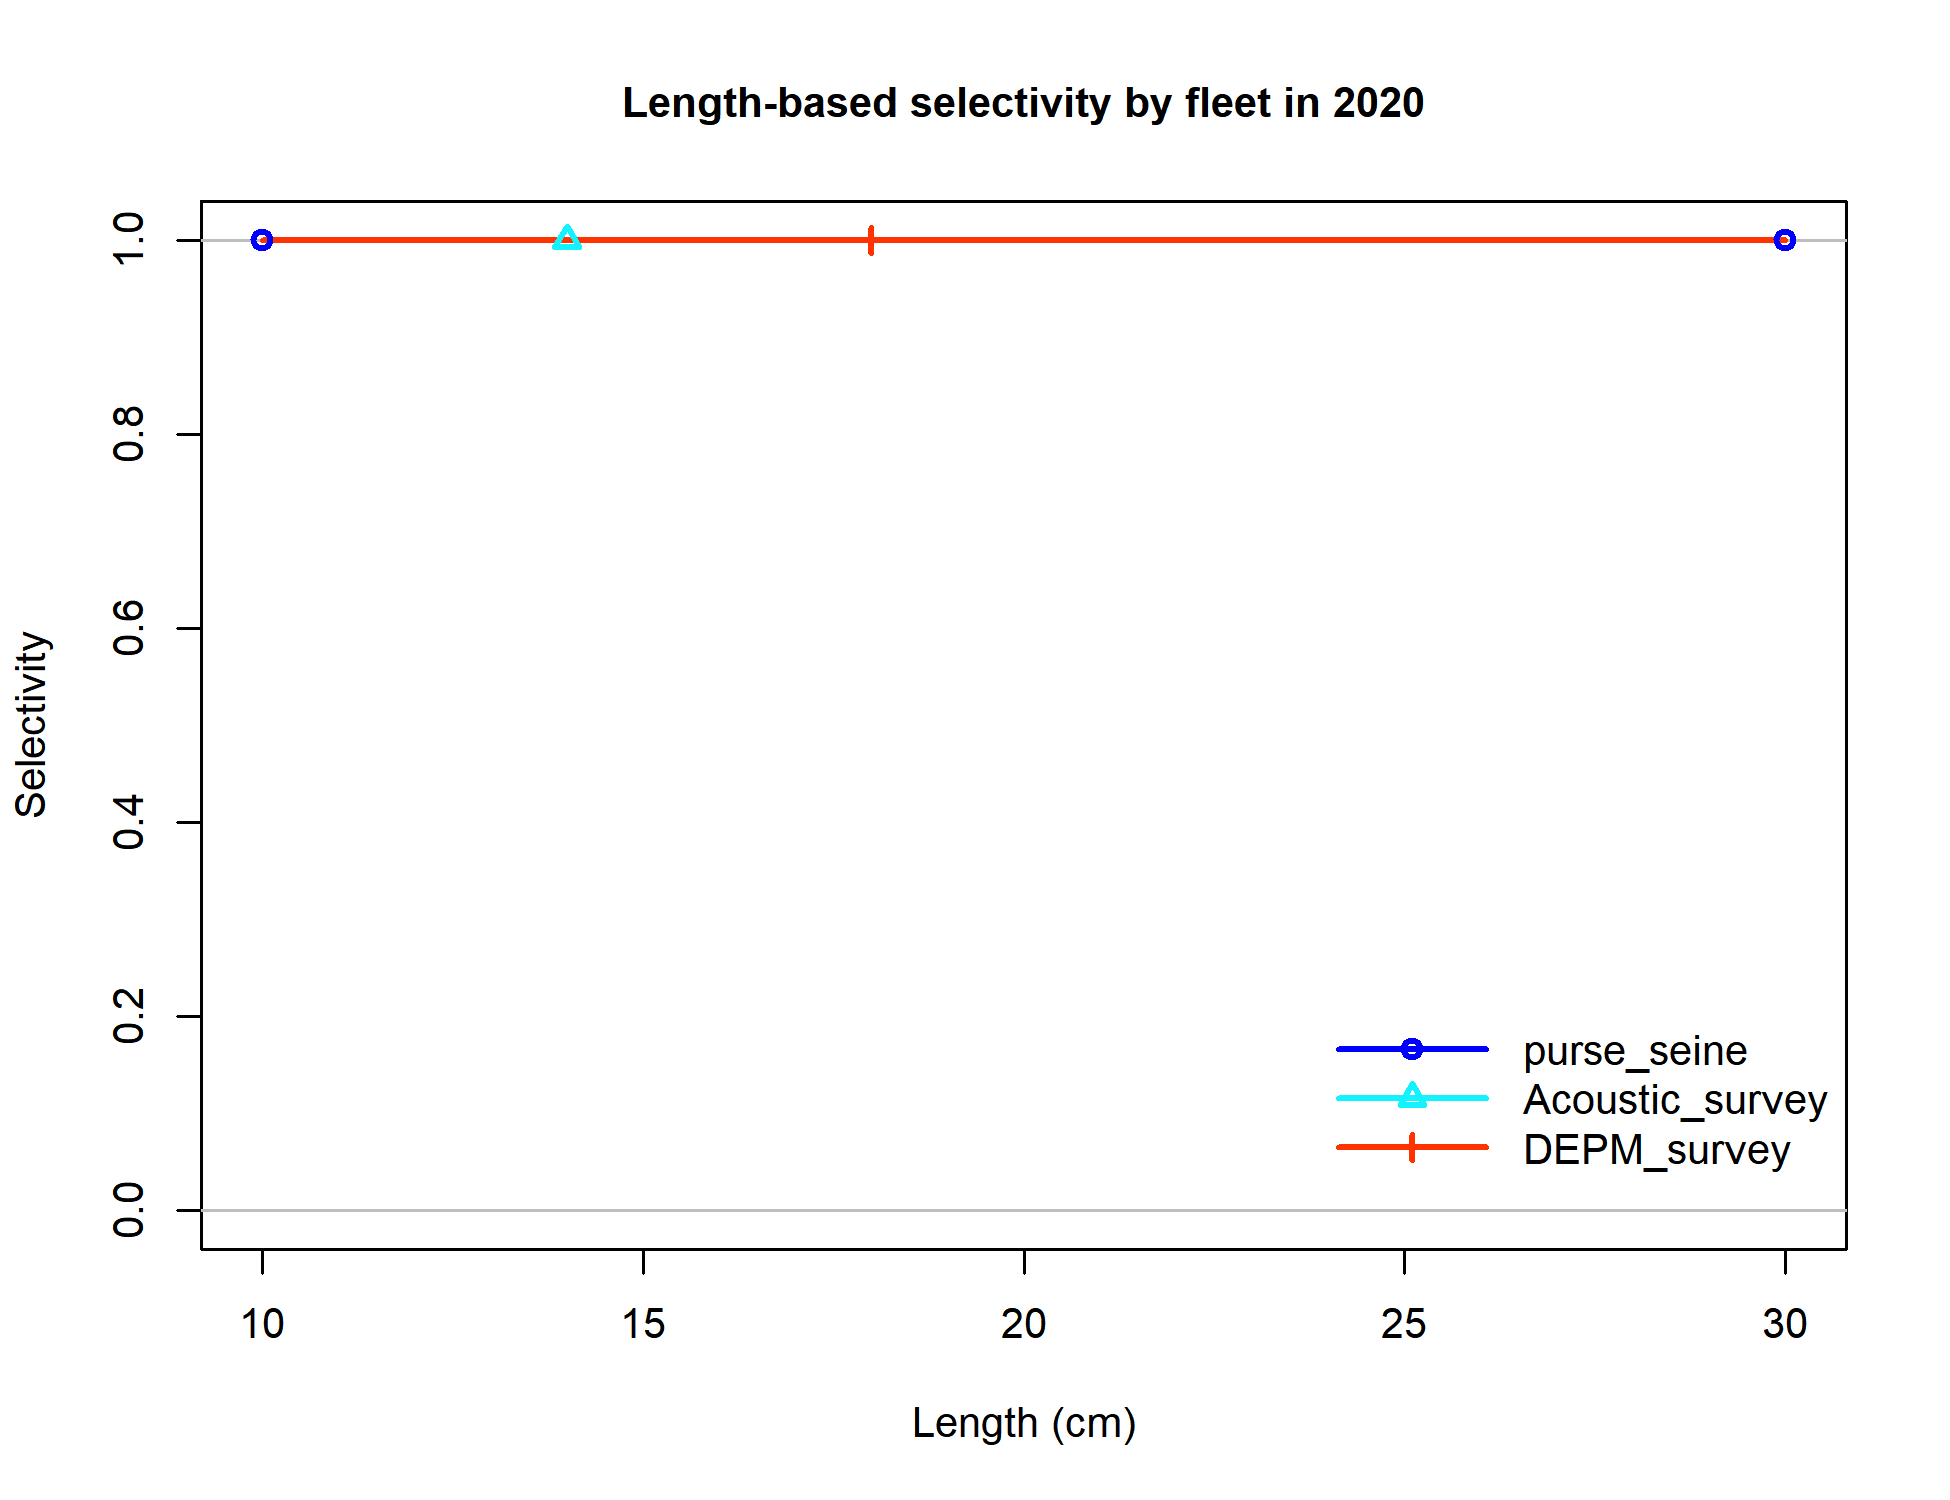 Length-based selectivity by fleet in 2020
Selectivity
1.0
0.8
0.6
0.4
0.2
0.0
purse_seine
Acoustic_survey
DEPM_survey
10 15 20 25 30
Length (cm)